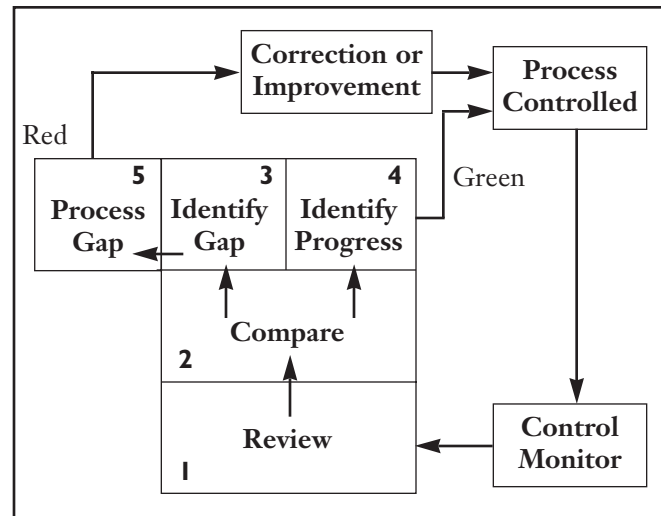 Correction or
Improvement
Process
Controlled
Red
5
Process
Gap
3
Identify
Gap
4
Identify
Progress
Green
Compare
2
Review
1
Control
Monitor